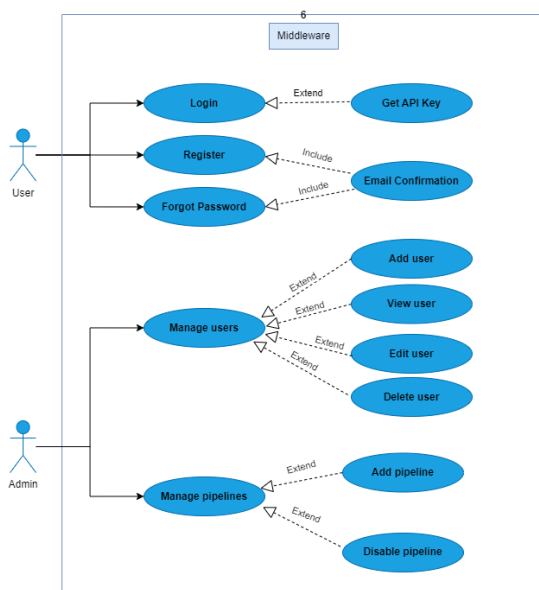 6
Middleware
Login
Extend
Get API Key
Register
Include
Email Confirmation
User
Include
Forgot Password
Add user
Extend
View user
Extend
Manage users
Extend
Edit user
Extend
Delete user
Admin
Add pipeline
Extend
Manage pipelines
Extend
Disable pipeline